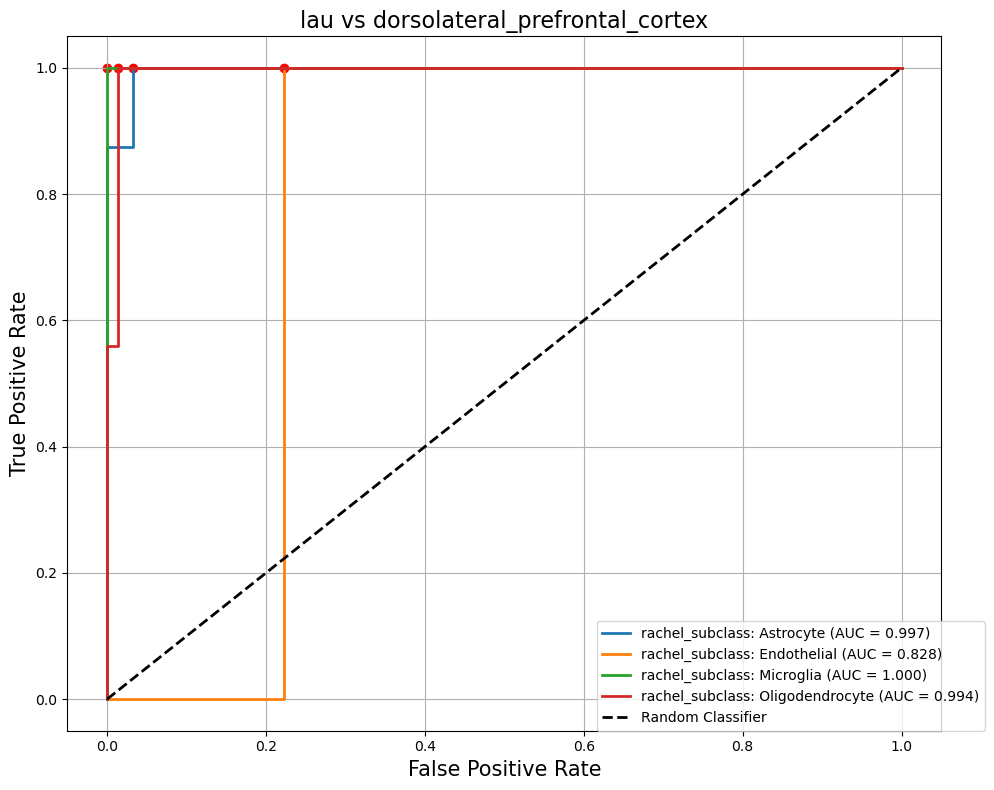 lau vs dorsolateral_prefrontal_cortex
True Positive Rate
1.0
0.8
0.6
0.4
0.2
0.0
0.0
0.2
0.4
0.6
0.8
1.0
False Positive Rate
rachel_subclass: Astrocyte (AUC = 0.997)
rachel_subclass: Endothelial (AUC = 0.828)
rachel_subclass: Microglia (AUC = 1.000)
rachel_subclass: Oligodendrocyte (AUC = 0.994)
Random Classifier